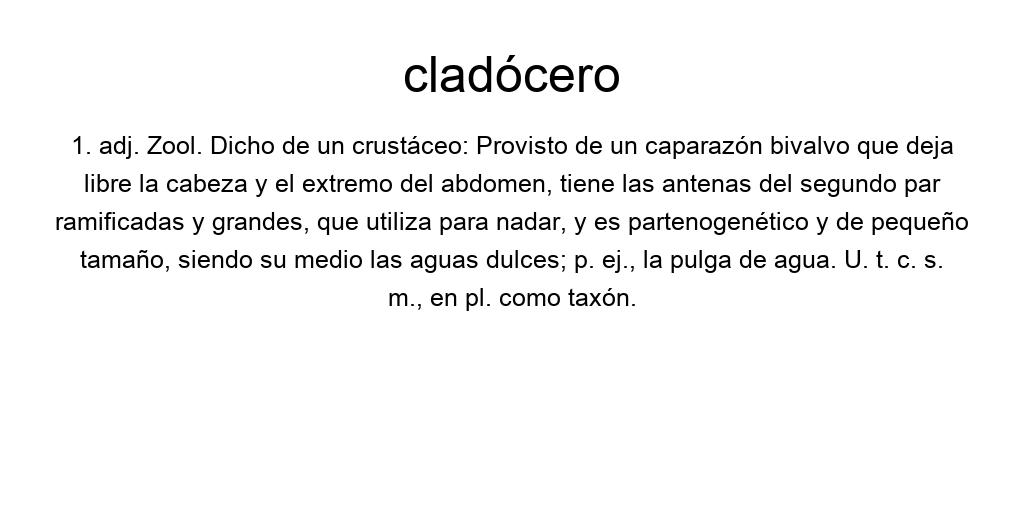 cladócero
1. adj. Zool. Dicho de un crustáceo: Provisto de un caparazón bivalvo que deja
libre la cabeza y el extremo del abdomen, tiene las antenas del segundo par
ramificadas y grandes, que utiliza para nadar, y es partenogenético y de pequeño
tamaño, siendo su medio las aguas dulces; p. ej., la pulga de agua. U. t. c. s.
m., en pl. como taxón.